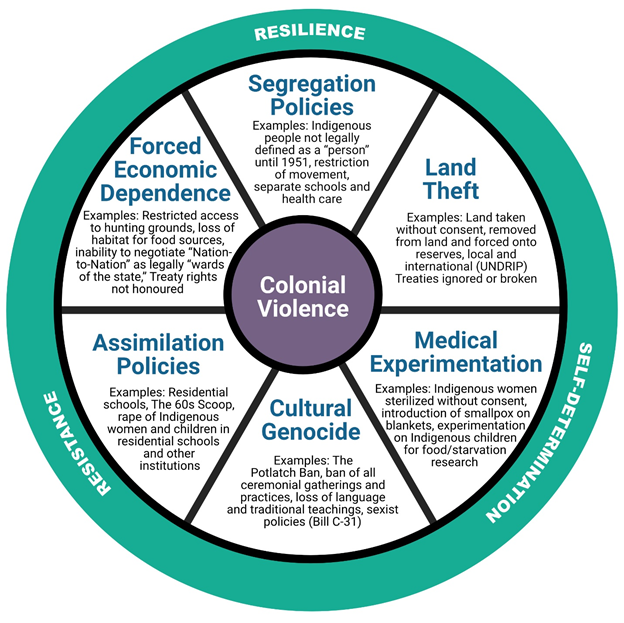 RESILIENCE
Segregation
Policies
Examples: Indigenous
people not legally
defined as a “person”
until 1951, restriction
of movement,
separate schools and
health care
Land
Theft
Examples: Land taken
without consent, removed
from land and forced onto
reserves, local and
international (UNDRIP)
Treaties ignored or broken
Medical
Experimentation
Examples: Indigenous women
sterilized without consent,
introduction of smallpox on
blankets, experimentation
on Indigenous children
for food/starvation
research
Cultural
Genocide
Examples: The
Potlatch Ban, ban of all
ceremonial gatherings and
practices, loss of language
and traditional teachings, sexist
policies (Bill C-31)
Assimilation
Policies
Examples: Residential
schools, The 60s Scoop,
rape of Indigenous
women and children in
residential schools
and other
institutions
Forced
Economic
Dependence
Examples: Restricted access
to hunting grounds, loss of
habitat for food sources,
inability to negotiate “Nation-
to-Nation” as legally “wards
of the state,” Treaty rights
not honoured
Colonial
Violence
SELF-DETERMINATION
RESISTANCE